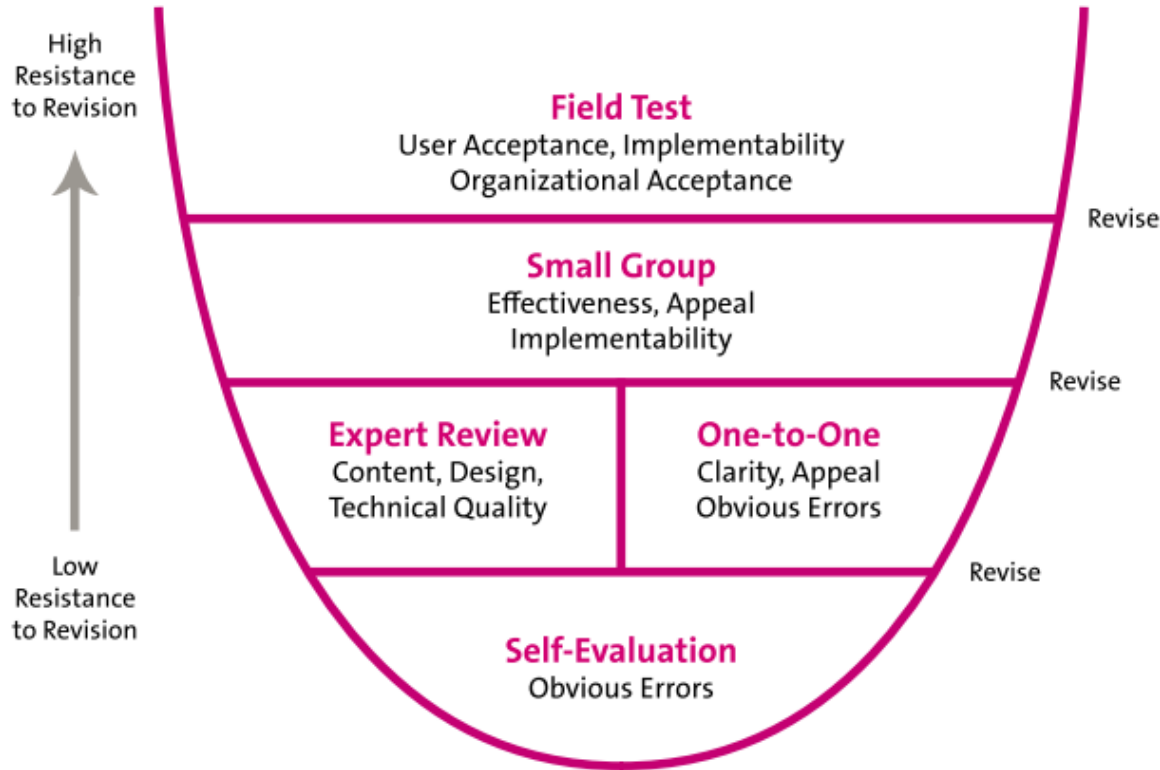 High
Resistance
to Revision
Field Test
User Acceptance, Implementability
Organizational Acceptance
Revise
Small Group
Effectiveness, Appeal
Implementability
Revise
Expert Review
Content, Design,
Technical Quality
One-to-One
Clarity, Appeal
Obvious Errors
Low
Resistance
to Revision
Revise
Self-Evaluation
Obvious Errors